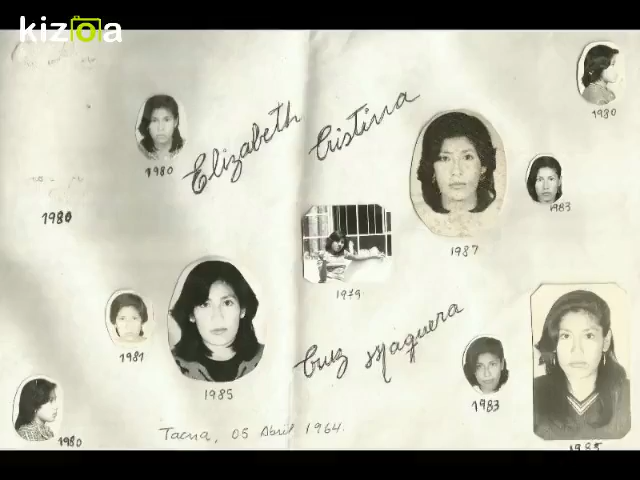 kizoa
1980
Elizabeth Cristina
1980
1983
1980
1987
1979
1981
1985
Cruz Maquera
1983
1985
1980
Tacna, 05 Abril 1964.